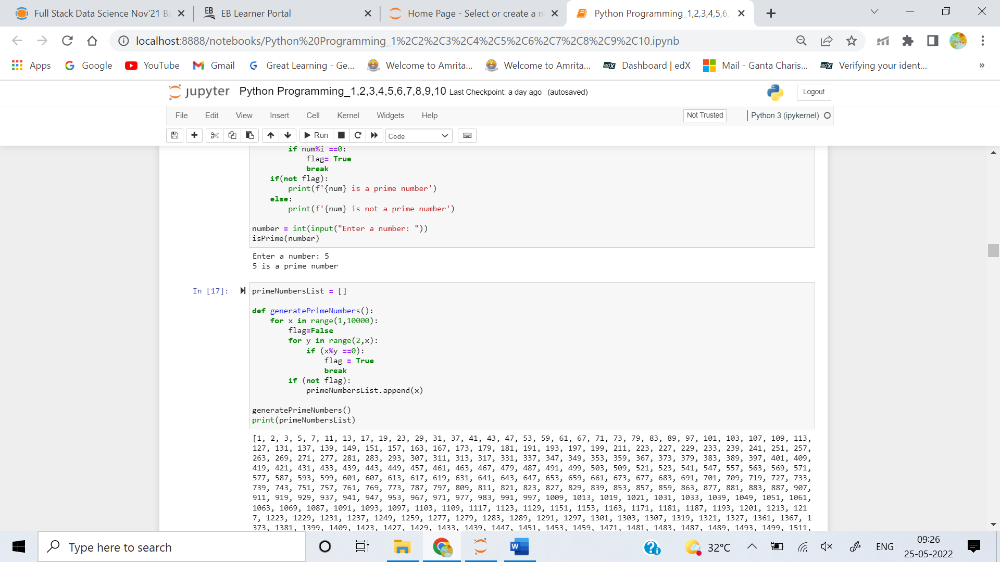 Full Stack Data Science Nov'21 Ba
EB Learner Portal
Home Page - Select or create a n
Python Programming_1,2,3,4,5,6,
localhost:8888/notebooks/Python%20Programming_1%2C2%2C3%2C4%2C5%2C6%2C7%2C8%2C9%2C10.ipynb
Apps Google YouTube Gmail Great Learning - Ge... Welcome to Amrita... Welcome to Amrita... Dashboard | edX Mail - Ganta Charis... Verifying your ident... »
jupyter Python Programming_1,2,3,4,5,6,7,8,9,10 Last Checkpoint: a day ago (autosaved) Logout
File Edit View Insert Cell Kernel Widgets Help Not Trusted Python 3 (ipykernel)
Run Code
if num%i ==0:
flag= True
break
if(not flag):
print(f'{num} is a prime number')
else:
print(f'{num} is not a prime number')
number = int(input("Enter a number: "))
isPrime(number)
Enter a number: 5
5 is a prime number
In [17]: primeNumbersList = []
def generatePrimeNumbers():
for x in range(1,10000):
flag=False
for y in range(2,x):
if (x%y ==0):
flag = True
break
if (not flag):
primeNumbersList.append(x)
generatePrimeNumbers()
print(primeNumbersList)
[1, 2, 3, 5, 7, 11, 13, 17, 19, 23, 29, 31, 37, 41, 43, 47, 53, 59, 61, 67, 71, 73, 79, 83, 89, 97, 101, 103, 107, 109, 113,
127, 131, 137, 139, 149, 151, 157, 163, 167, 173, 179, 181, 191, 193, 197, 199, 211, 223, 227, 229, 233, 239, 241, 251, 257,
263, 269, 271, 277, 281, 283, 293, 307, 311, 313, 317, 331, 337, 347, 349, 353, 359, 367, 373, 379, 383, 389, 397, 401, 409,
419, 421, 431, 433, 439, 443, 449, 457, 461, 463, 467, 479, 487, 491, 499, 503, 509, 521, 523, 541, 547, 557, 563, 569, 571,
577, 587, 593, 599, 601, 607, 613, 617, 619, 631, 641, 643, 647, 653, 659, 661, 673, 677, 683, 691, 701, 709, 719, 727, 733,
739, 743, 751, 757, 761, 769, 773, 787, 797, 809, 811, 821, 823, 827, 829, 839, 853, 857, 859, 863, 877, 881, 883, 887, 907,
911, 919, 929, 937, 941, 947, 953, 967, 971, 977, 983, 991, 997, 1009, 1013, 1019, 1021, 1031, 1033, 1039, 1049, 1051, 1061,
1063, 1069, 1087, 1091, 1093, 1097, 1103, 1109, 1117, 1123, 1129, 1151, 1153, 1163, 1171, 1181, 1187, 1193, 1201, 1213, 121
7, 1223, 1229, 1231, 1237, 1249, 1259, 1277, 1279, 1283, 1289, 1291, 1297, 1301, 1303, 1307, 1319, 1321, 1327, 1361, 1367, 1
373, 1381, 1399, 1409, 1423, 1427, 1429, 1433, 1439, 1447, 1451, 1453, 1459, 1471, 1481, 1483, 1487, 1489, 1493, 1499, 1511,
Type here to search
32°C
ENG
09:26
25-05-2022